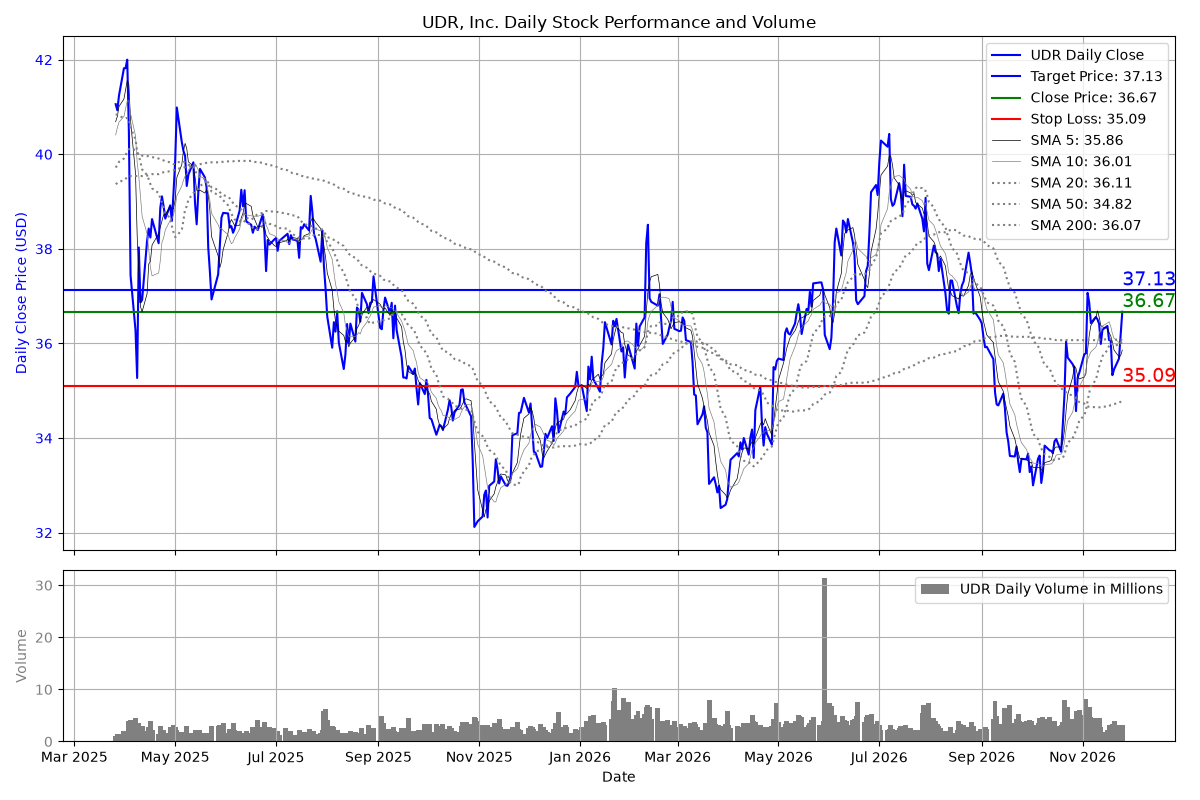 UDR, Inc. Daily Stock Performance and Volume
Daily Close Price (USD)
42
40
38
36
34
32
UDR Daily Close
Target Price: 37.13
Close Price: 36.67
Stop Loss: 35.09
SMA 5: 35.86
SMA 10: 36.01
SMA 20: 36.11
SMA 50: 34.82
SMA 200: 36.07
37.13
36.67
35.09
Volume
30
20
10
0
UDR Daily Volume in Millions
Mar 2025 May 2025 Jul 2025 Sep 2025 Nov 2025 Jan 2026 Mar 2026 May 2026 Jul 2026 Sep 2026 Nov 2026
Date